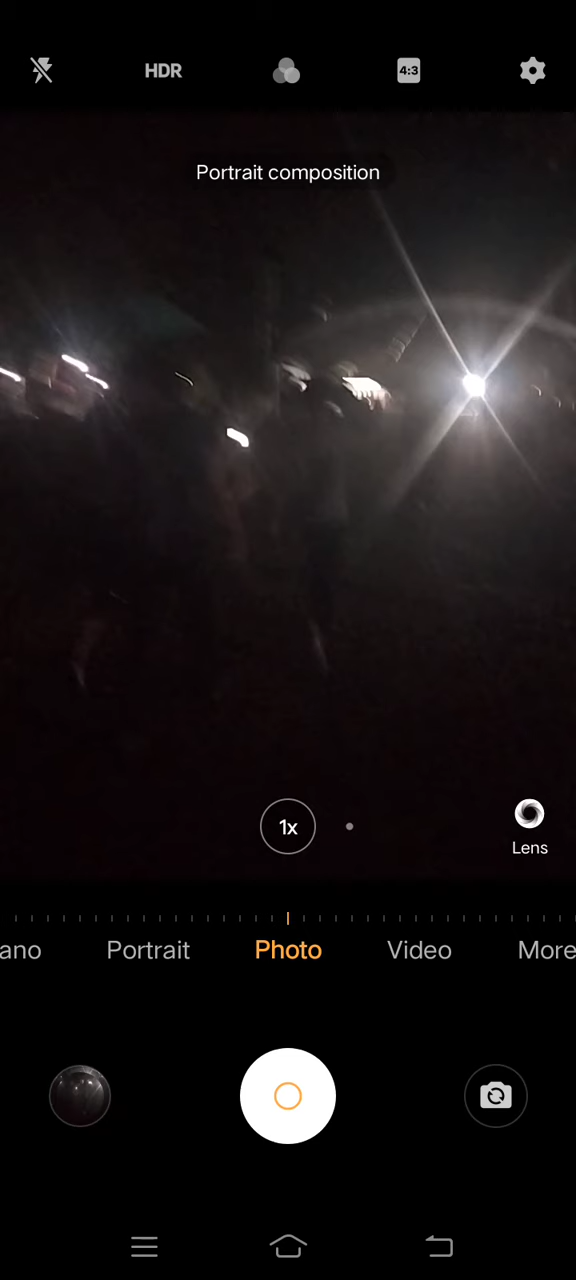 HDR
4:3
Portrait composition
1x
Lens
ano
Portrait
Photo
Video
More